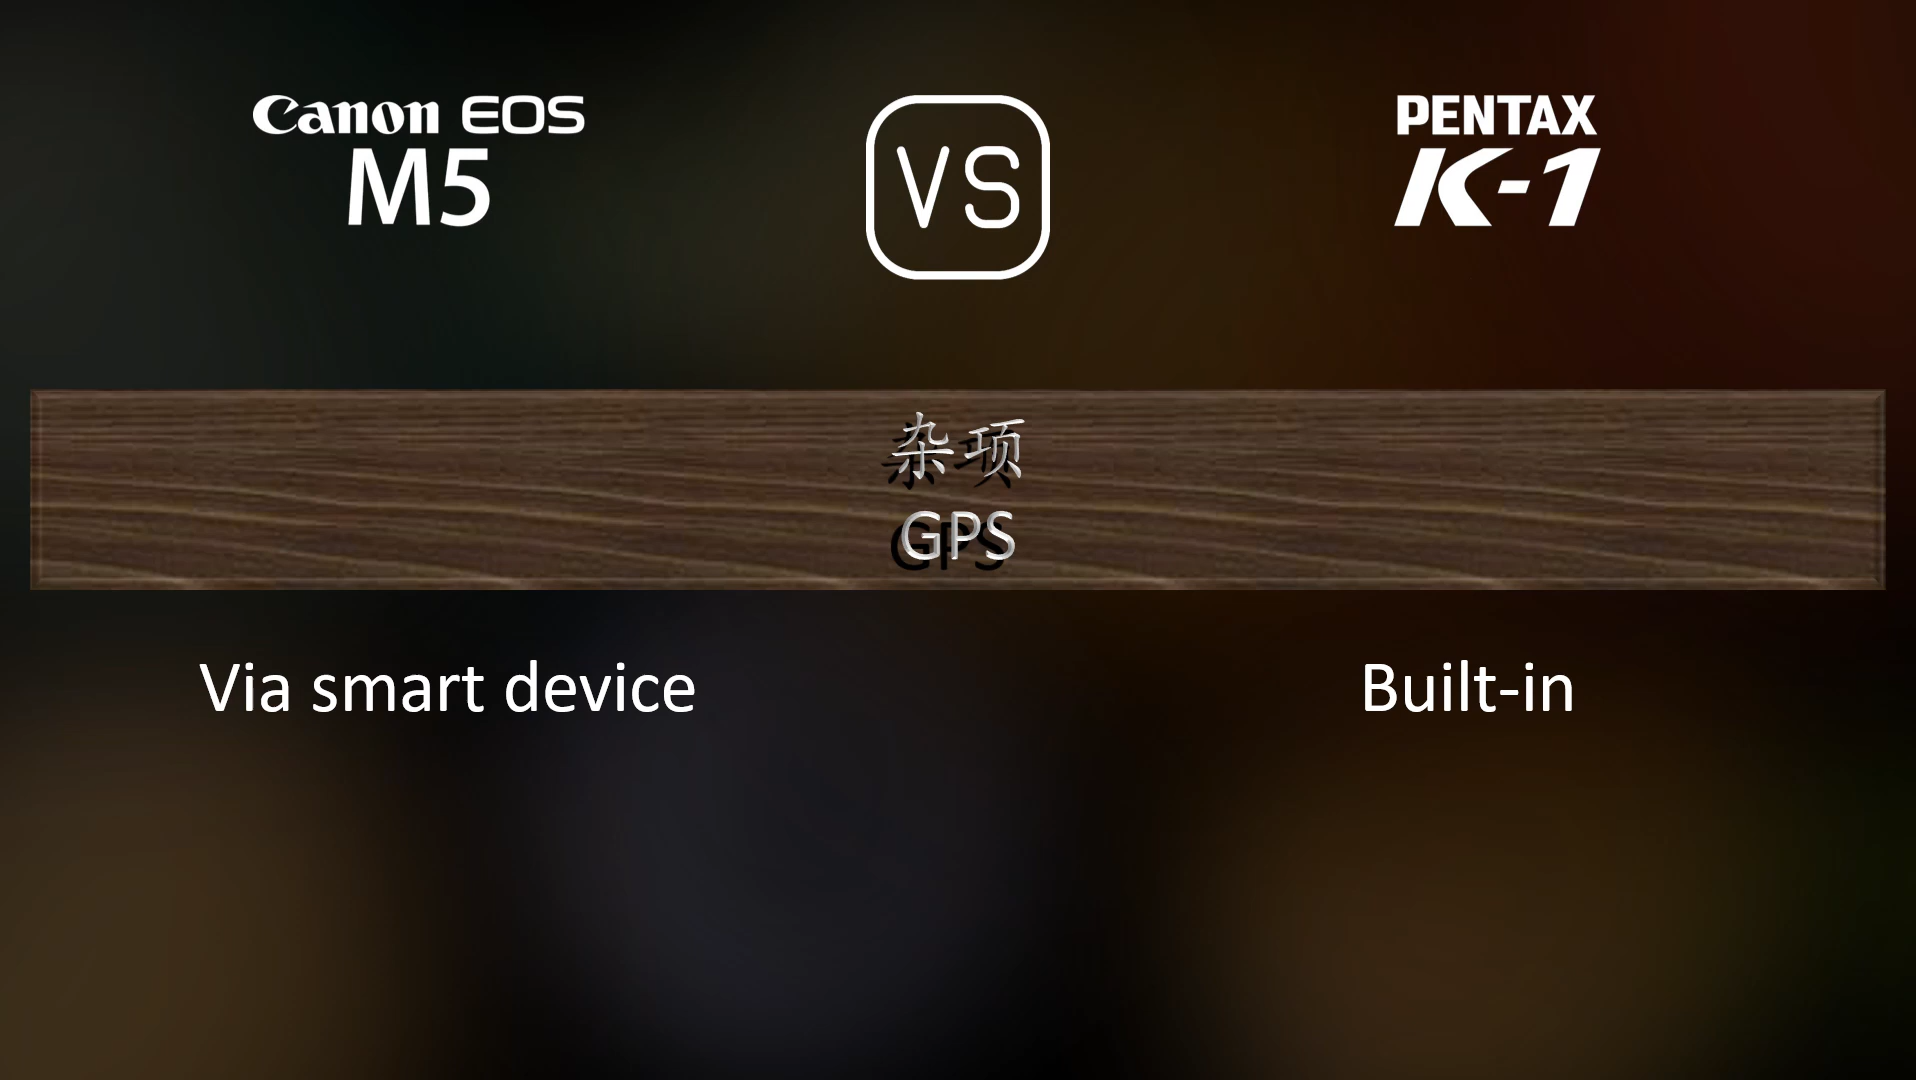 Canon EOS
M5
VS
PENTAX
K-1
杂项
GPS
Via smart device
Built-in